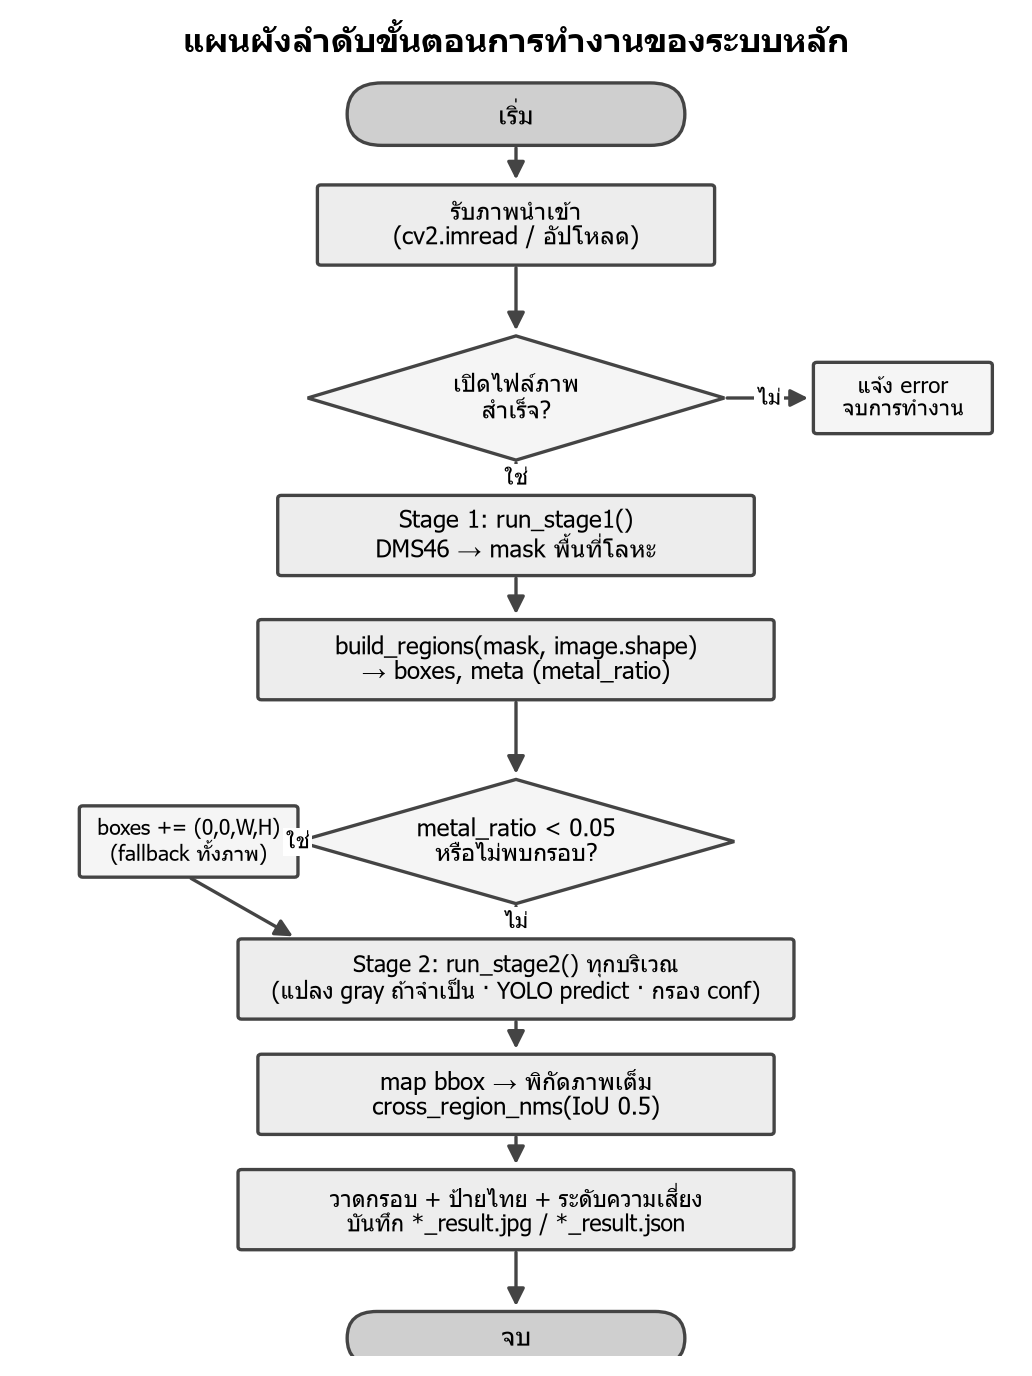 แผนผังลำดับขั้นตอนการทำงานของระบบหลัก
เริ่ม
รับภาพนำเข้า
(cv2.imread / อัปโหลด)
เปิดไฟล์ภาพ
สำเร็จ?
ไม่
แจ้ง error
จบการทำงาน
ใช่
Stage 1: run_stage1()
DMS46 → mask พื้นที่โลหะ
build_regions(mask, image.shape)
→ boxes, meta (metal_ratio)
metal_ratio < 0.05
หรือไม่พบกรอบ?
ใช่
boxes += (0,0,W,H)
(fallback ทั้งภาพ)
ไม่
Stage 2: run_stage2() ทุกบริเวณ
(แปลง gray ถ้าจำเป็น · YOLO predict · กรอง conf)
map bbox → พิกัดภาพเต็ม
cross_region_nms(IoU 0.5)
วาดกรอบ + ป้ายไทย + ระดับความเสี่ยง
บันทึก *_result.jpg / *_result.json
จบ